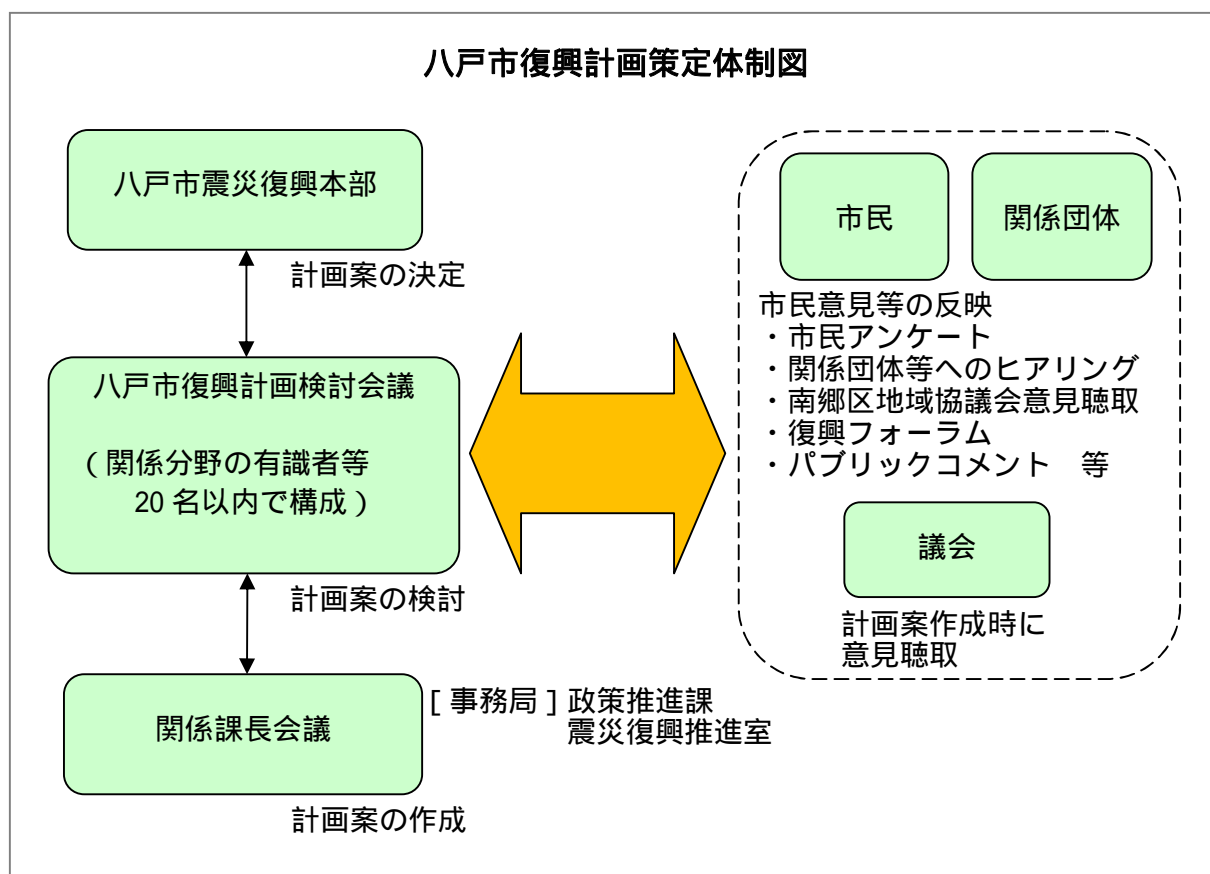 八戸市復興計画策定体制図
八戸市震災復興本部
計画案の決定
八戸市復興計画検討会議
（関係分野の有識者等
20 名以内で構成）
計画案の検討
関係課長会議
[ 事務局 ] 政策推進課
震災復興推進室
計画案の作成
市民
関係団体
市民意見等の反映
・市民アンケート
・関係団体等へのヒアリング
・南郷区地域協議会意見聴取
・復興フォーラム
・パブリックコメント　等
議会
計画案作成時に
意見聴取